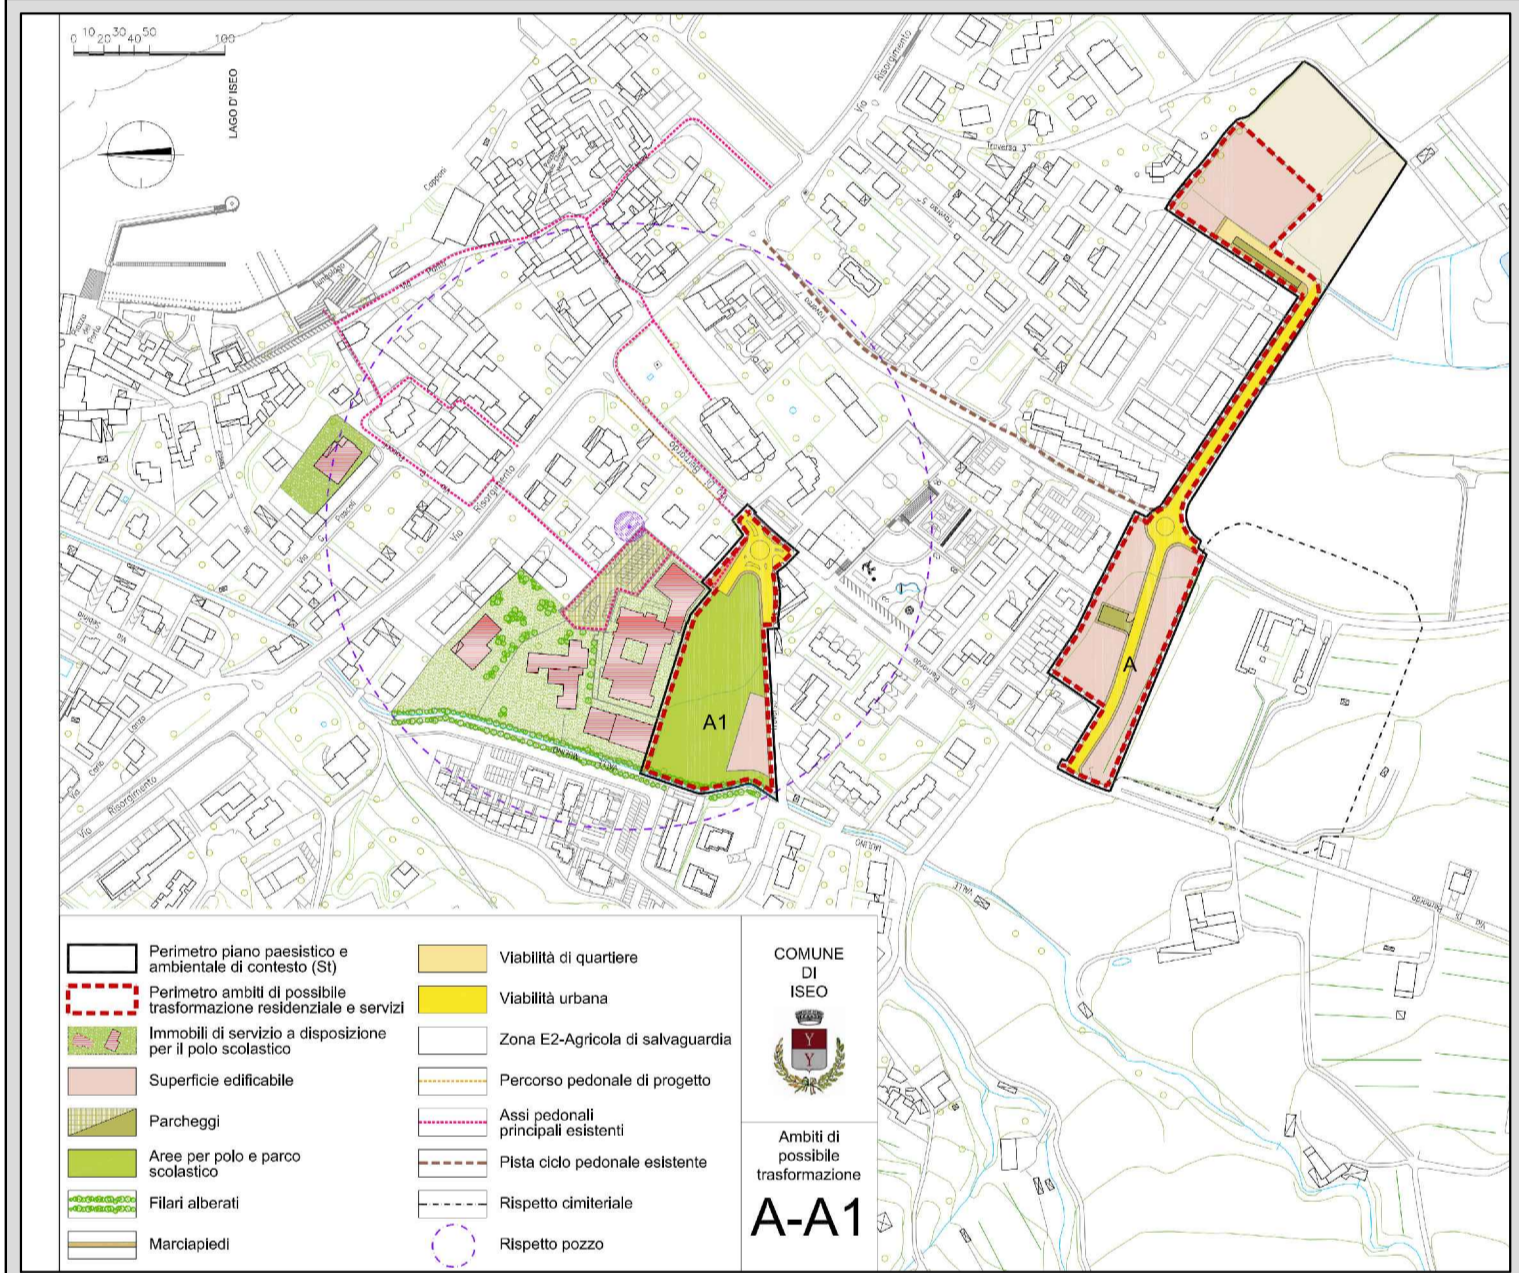 0 10 20 30 40 50 100
LAGO D'ISEO
Via Risorgimento
Capponi
Traversa 3
Via Risorgimento
Via Risorgimento
A1
A
VALLE
Perimetro piano paesistico e
ambientale di contesto (St)
Perimetro ambiti di possibile
trasformazione residenziale e servizi
Immobili di servizio a disposizione
per il polo scolastico
Superficie edificabile
Parcheggi
Aree per polo e parco
scolastico
Filari alberati
Marciapiedi
Viabilità di quartiere
Viabilità urbana
Zona E2-Agricola di salvaguardia
Percorso pedonale di progetto
Assi pedonali
principali esistenti
Pista ciclo pedonale esistente
Rispetto cimiteriale
Rispetto pozzo
COMUNE
DI
ISEO
Y
Y
Ambiti di
possibile
trasformazione
A-A1